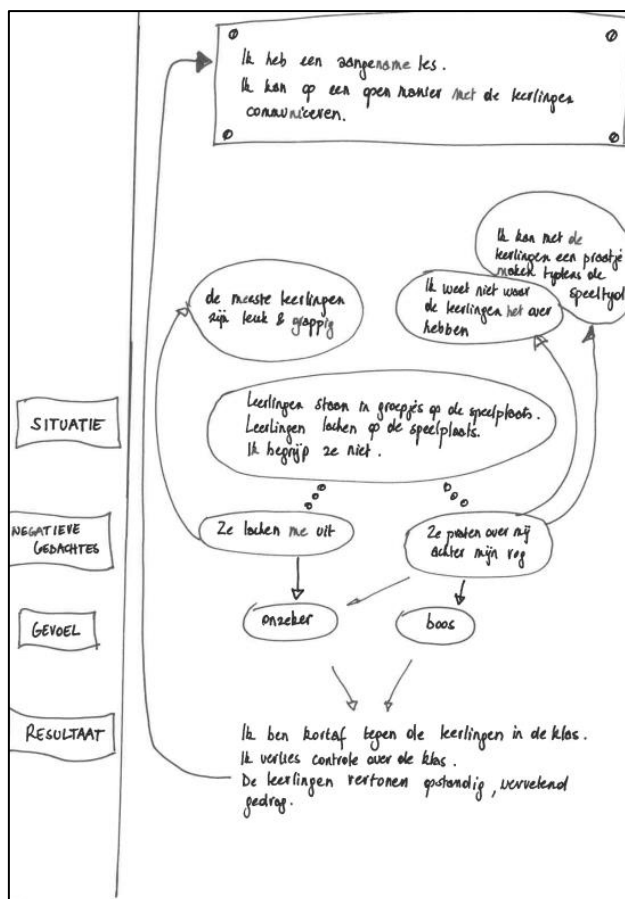 Ik heb een aangename les.
Ik kan op een open manier met de leerlingen
communiceren.
Ik kan met de
leerlingen een praatje
maken tijdens de
speeltijd
de meeste leerlingen
zijn leuk & grappig
Ik weet niet waar
de leerlingen het over
hebben
SITUATIE
Leerlingen staan in groepjes op de speelplaats.
Leerlingen lachen op de speelplaats.
Ik begrijp ze niet.
NEGATIEVE
GEDACHTES
Ze lachen me uit
Ze praten over mij
achter mijn rug
GEVOEL
onzeker
boos
RESULTAAT
Ik ben kortaf tegen de leerlingen in de klas.
Ik verlies controle over de klas.
De leerlingen vertonen opstandig, vervelend
gedrag.